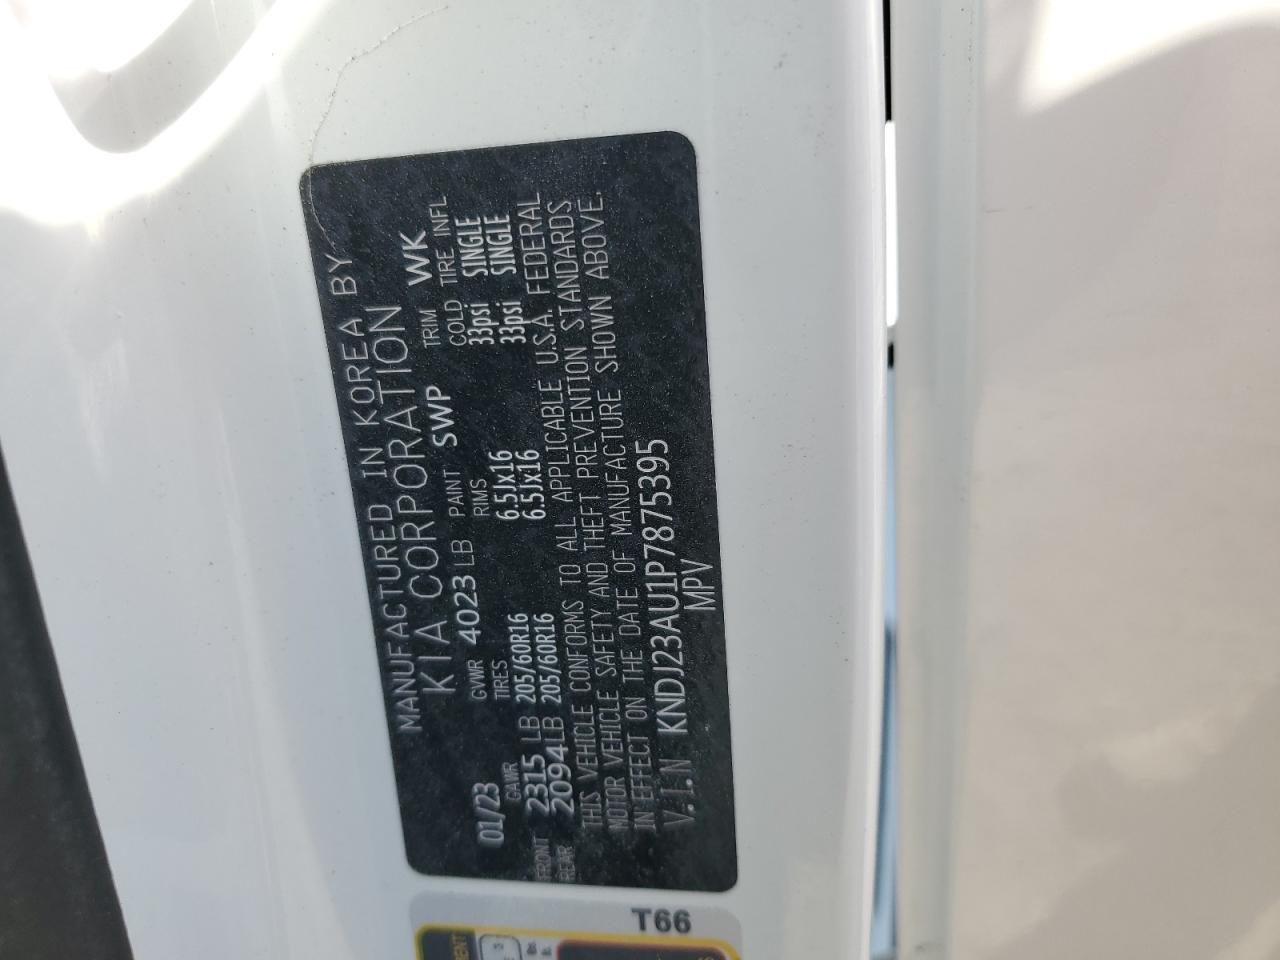 MANUFACTURED IN KOREA BY
KIA CORPORATION
01/23 GVWR 4023 LB PAINT SWP TRIM WK
GAWR TIRES RIMS COLD TIRE INFL
FRONT 2315 LB 205/60R16 6.5Jx16 33psi SINGLE
REAR 2094 LB 205/60R16 6.5Jx16 33psi SINGLE
THIS VEHICLE CONFORMS TO ALL APPLICABLE U.S.A. FEDERAL
MOTOR VEHICLE SAFETY AND THEFT PREVENTION STANDARDS
IN EFFECT ON THE DATE OF MANUFACTURE SHOWN ABOVE.
V.I.N KNDJ23AU1P7875395
MPV
T66